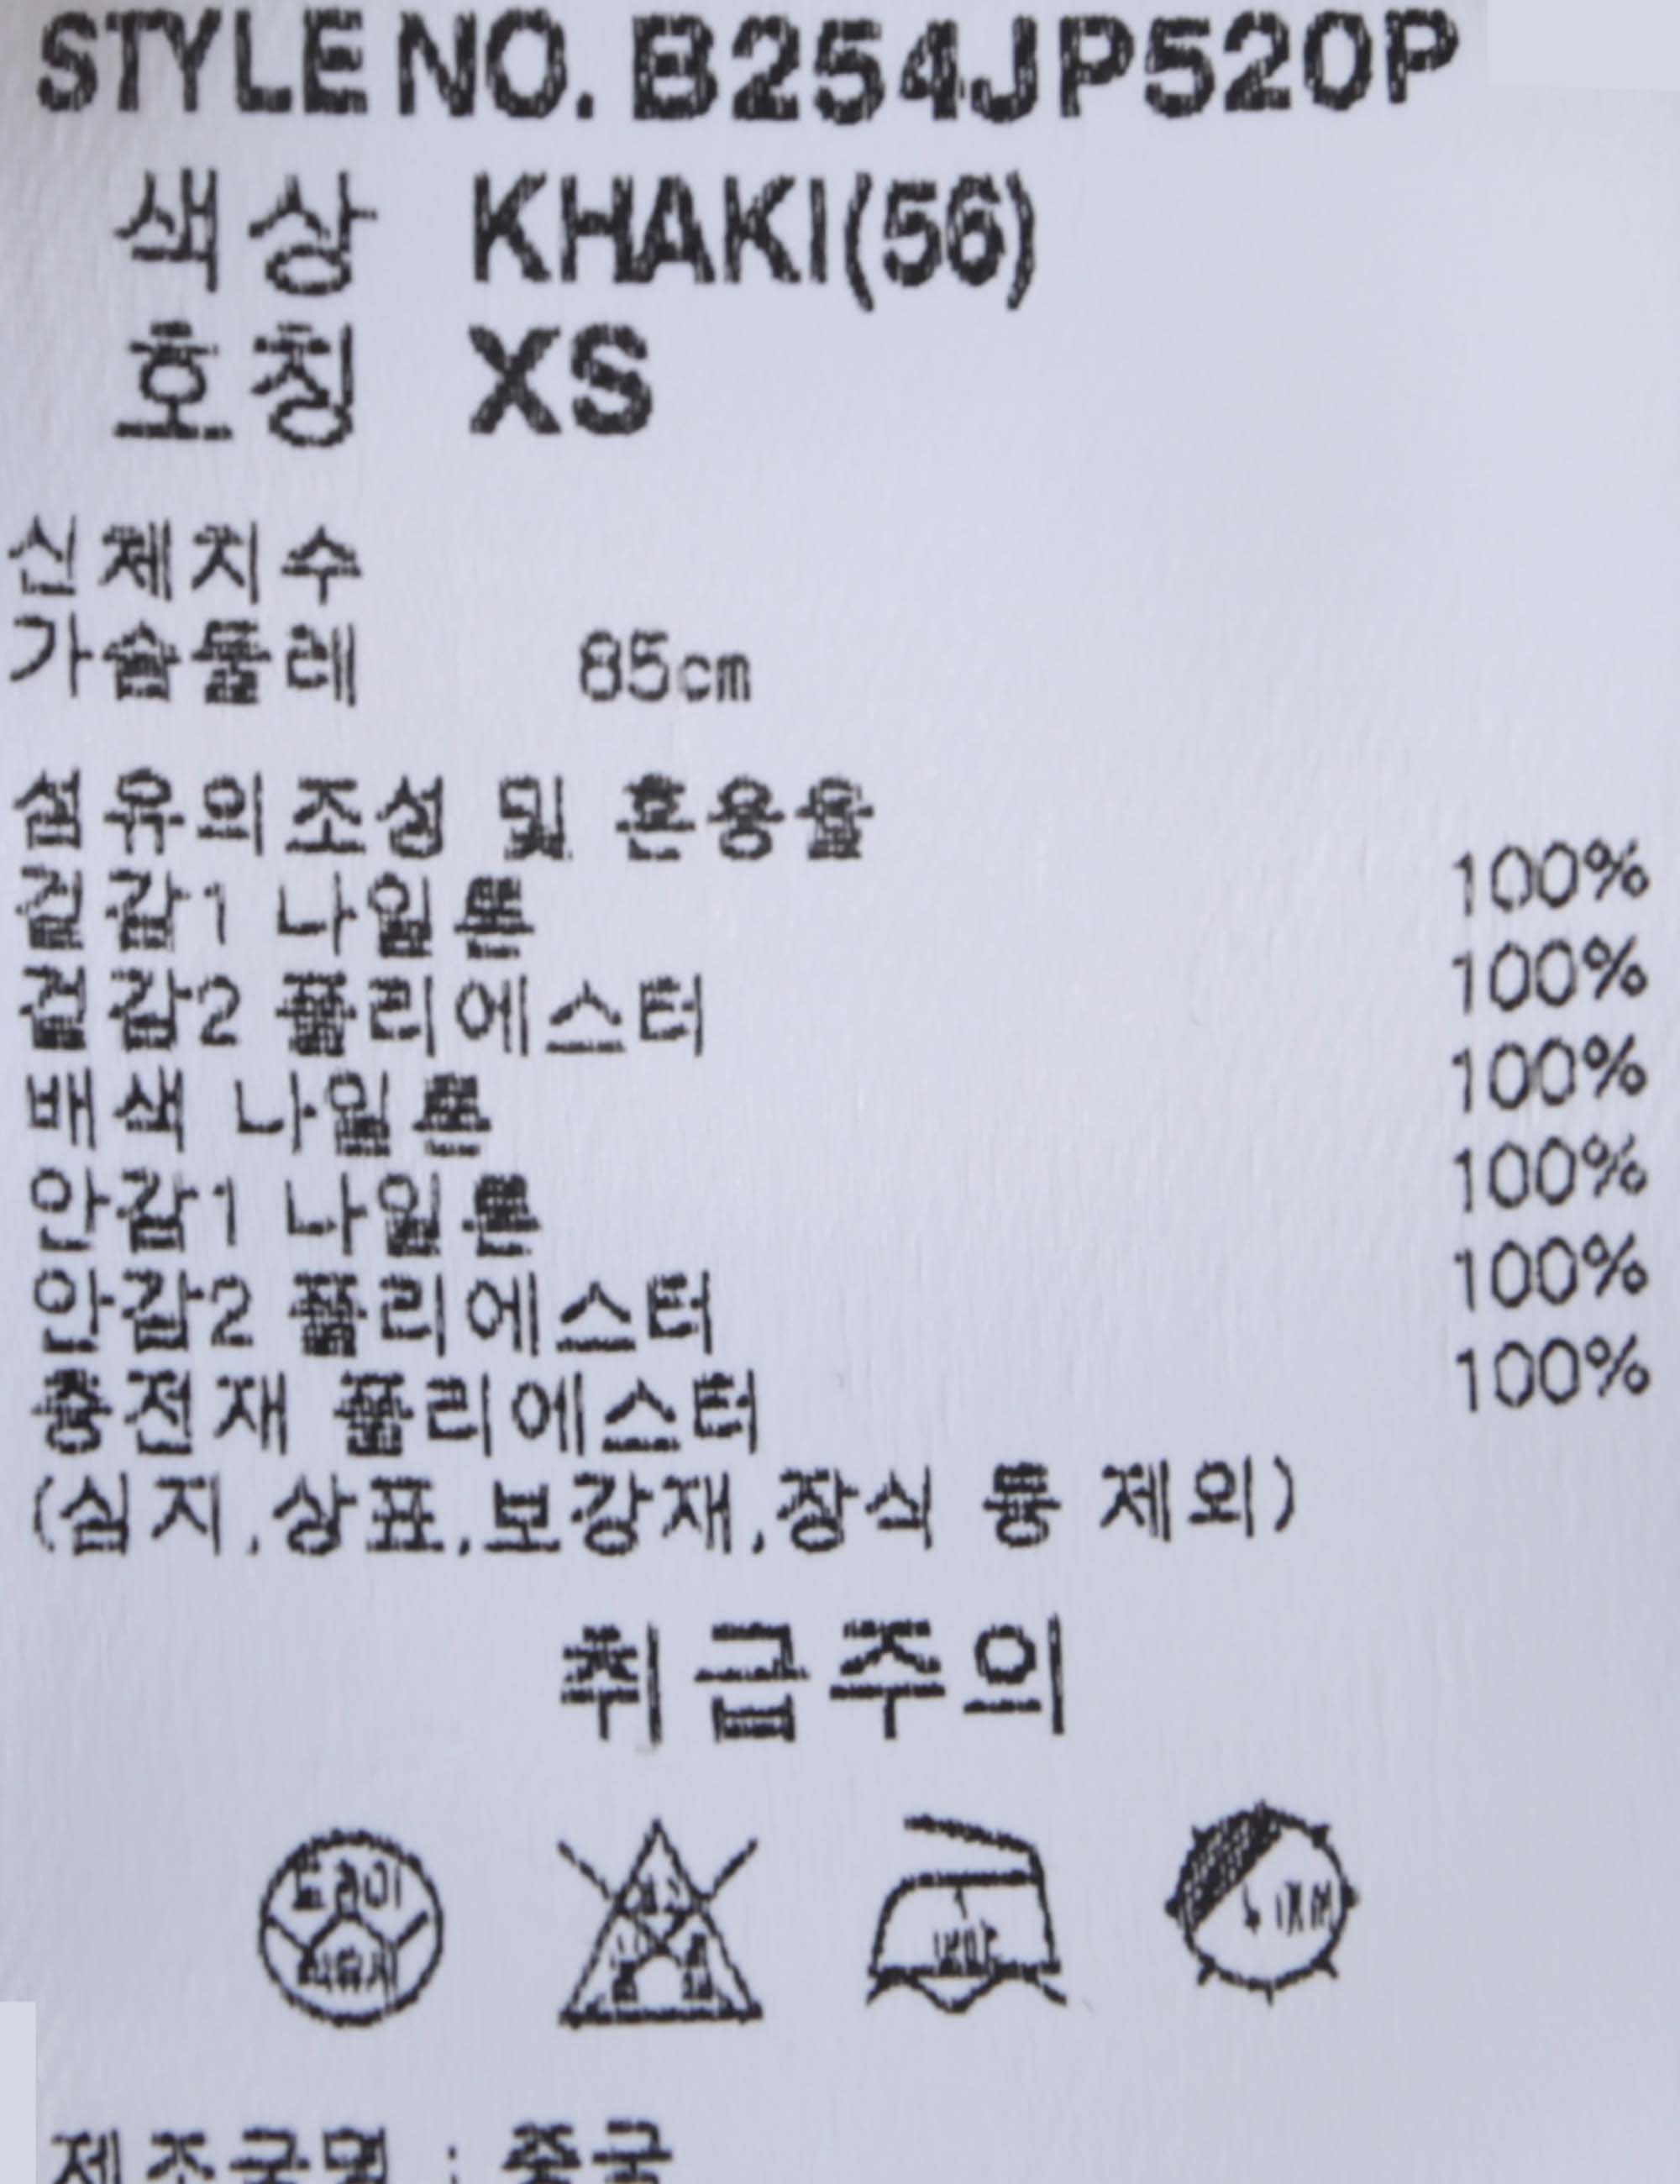 STYLE NO. B254JP520P
색상 KHAKI(56)
호칭 XS
신체치수
가슴둘레 85cm
섬유의조성 및 혼용율
겉감1 나일론 100%
겉감2 폴리에스터 100%
배색 나일론 100%
안감1 나일론 100%
안감2 폴리에스터 100%
충전재 폴리에스터 100%
(심지,상표,보강재,장식 등 제외)
취급주의
드라이
제조국명 : 중국